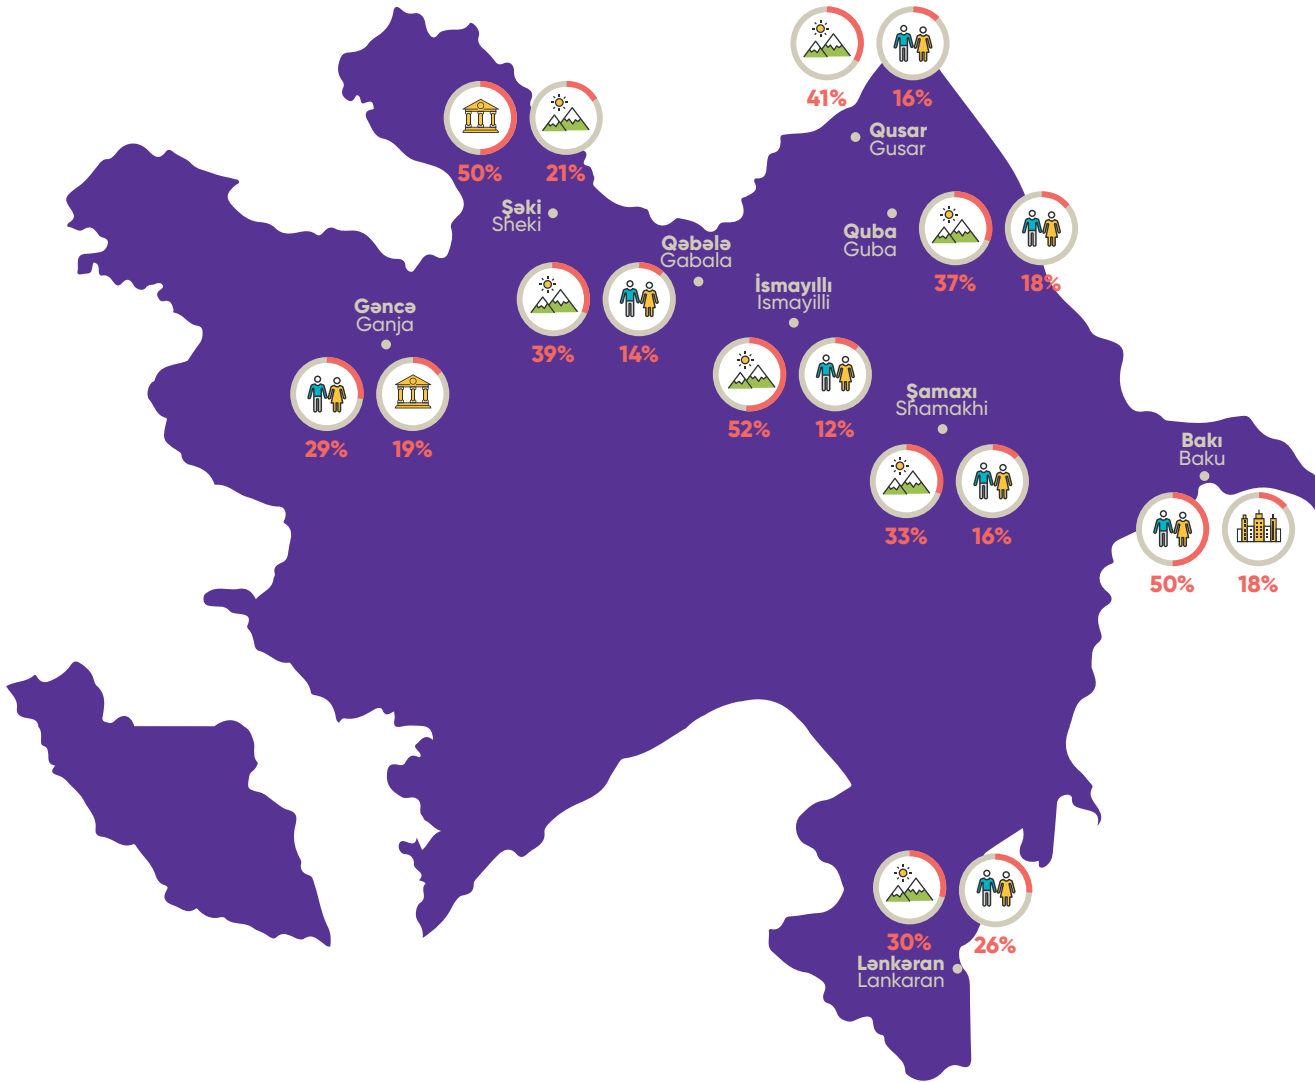 41% 16%
Qusar
Gusar
50% 21%
Şəki
Sheki
Quba
Guba
37% 18%
Qəbələ
Gabala
39% 14%
İsmayıllı
Ismayilli
52% 12%
Gəncə
Ganja
29% 19%
Şamaxı
Shamakhi
33% 16%
Bakı
Baku
50% 18%
30% 26%
Lənkəran
Lankaran